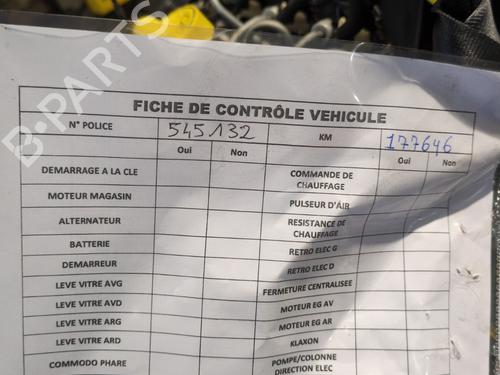 B-PARTS
FICHE DE CONTRÔLE VEHICULE
N° POLICE 545132 KM 177646
Oui Non Oui Non
DEMARRAGE A LA CLE COMMANDE DE CHAUFFAGE
MOTEUR MAGASIN PULSEUR D'AIR
ALTERNATEUR RESISTANCE DE CHAUFFAGE
BATTERIE RETRO ELEC G
DEMARREUR RETRO ELEC D
LEVE VITRE AVG FERMETURE CENTRALISEE
LEVE VITRE AVD MOTEUR EG AV
LEVE VITRE ARG MOTEUR EG AR
LEVE VITRE ARD KLAXON
COMMODO PHARE POMPE/COLONNE DIRECTION ELEC